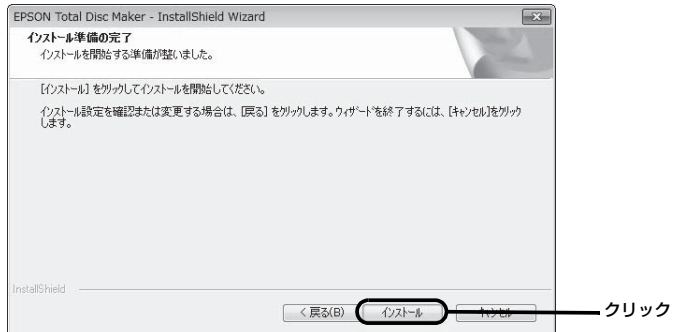 EPSON Total Disc Maker - InstallShield Wizard
インストール準備の完了
インストールを開始する準備が整いました。
[インストール] をクリックしてインストールを開始してください。
インストール設定を確認または変更する場合は、[戻る] をクリックします。ウィザードを終了するには、[キャンセル]をクリック
します。
InstallShield
< 戻る(B)
インストール
キャンセル
クリック